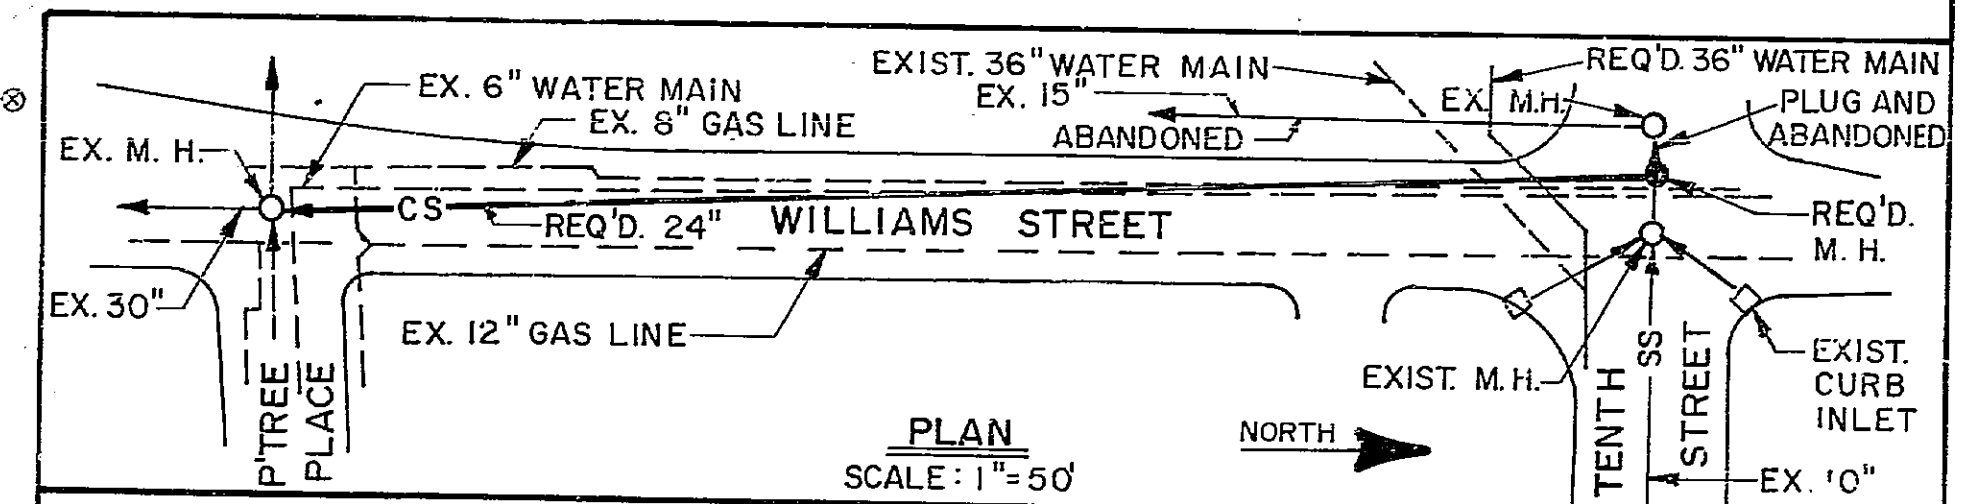 EXIST. 36" WATER MAIN
REQ'D. 36" WATER MAIN
EX. 6" WATER MAIN
EX. 15"
EX. M.H.
PLUG AND
ABANDONED
EX. 8" GAS LINE
ABANDONED
EX. M. H.
CS
REQ'D. 24"
WILLIAMS STREET
REQ'D.
M. H.
EX. 30"
EX. 12" GAS LINE
EXIST. M.H.
EXIST.
CURB
INLET
P'TREE
PLACE
TENTH
SS
STREET
PLAN
SCALE: 1"=50'
NORTH
EX. 10"